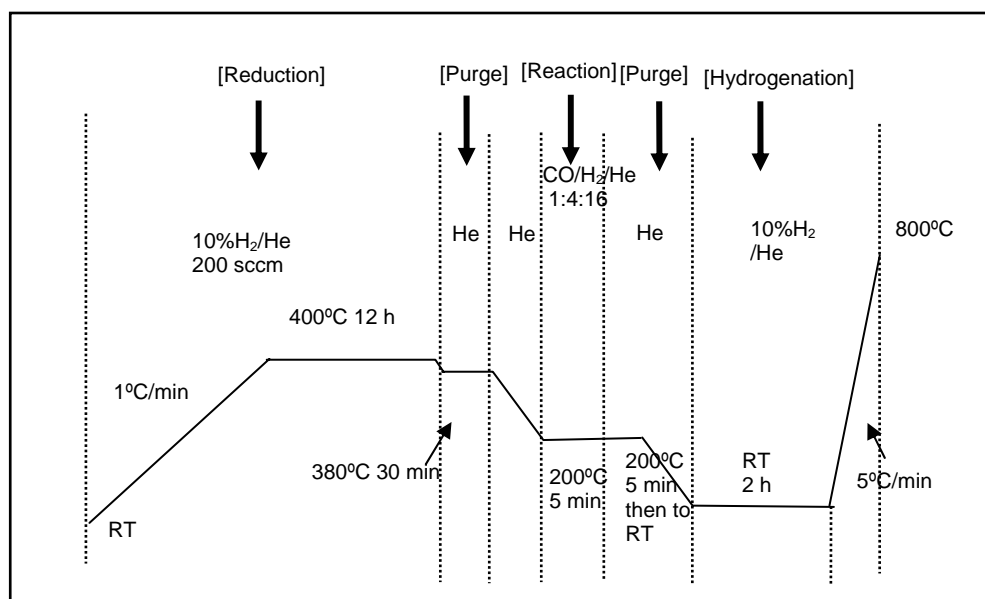 [Reduction]
[Purge]
[Reaction]
[Purge]
[Hydrogenation]
CO/H2/He
1:4:16
10%H₂/He
200 sccm
He
He
He
10%H₂
/He
800ºC
400ºC 12 h
1ºC/min
380ºC 30 min
200ºC
5 min
200ºC
5 min
then to
RT
RT
2 h
5ºC/min
RT